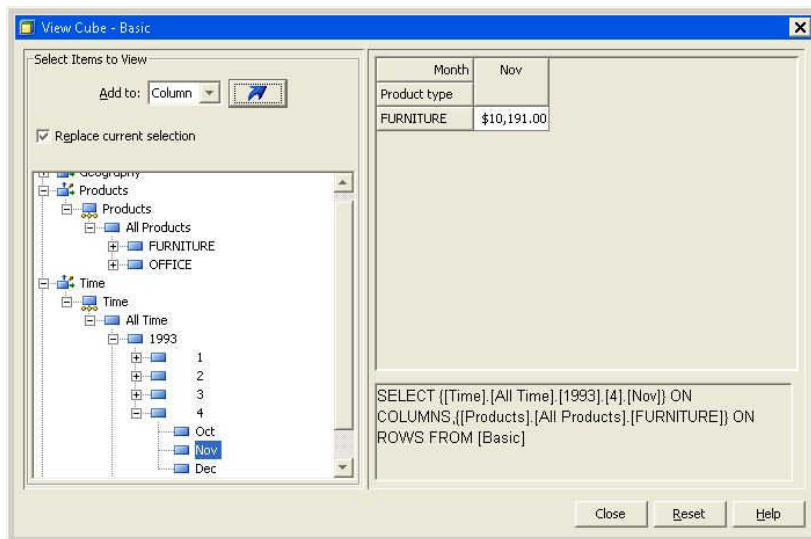 View Cube - Basic
Select Items to View
Add to: Column
Replace current selection
Geography
Products
Products
All Products
FURNITURE
OFFICE
Time
Time
All Time
1993
1
2
3
4
Oct
Nov
Dec
Month Nov
Product type
FURNITURE $10,191.00
SELECT {[Time].[All Time].[1993].[4].[Nov]} ON
COLUMNS,{[Products].[All Products].[FURNITURE]} ON
ROWS FROM [Basic]
Close Reset Help